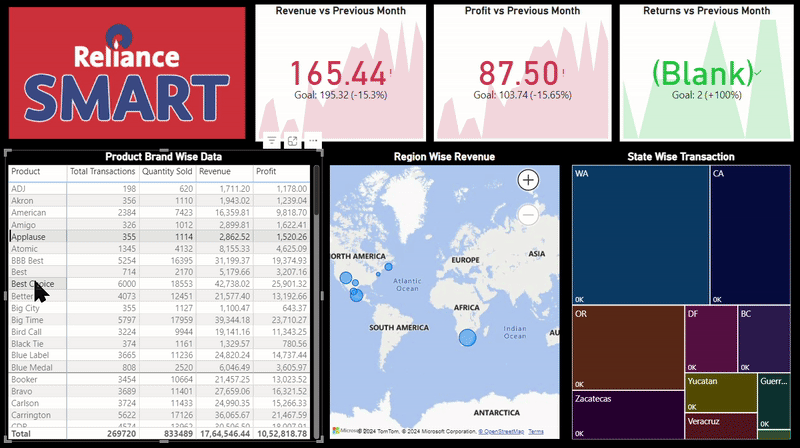 Reliance
SMART
Revenue vs Previous Month
165.44!
Goal: 195.32 (-15.3%)
Profit vs Previous Month
87.50!
Goal: 103.74 (-15.65%)
Returns vs Previous Month
(Blank)
Goal: 2 (+100%)
Product Brand Wise Data
Product Total Transactions Quantity Sold Revenue Profit
ADJ 198 620 1,711.20 1,178.00
Akron 356 1110 1,943.02 1,239.04
American 2384 7423 16,359.81 9,818.70
Amigo 326 1012 2,899.81 1,622.41
Applause 355 1114 2,862.52 1,520.26
Atomic 1345 4132 8,155.33 4,625.09
BBB Best 5254 16395 31,199.37 19,374.93
Best 714 2170 5,579.66 3,207.16
Best Choice 6000 18553 42,738.02 25,901.32
Better 4073 12451 21,577.40 13,192.66
Big City 355 1127 1,100.47 643.37
Big Time 5797 17959 39,344.18 23,710.27
Bird Call 3224 9944 19,141.16 11,343.25
Black Tie 374 1161 1,329.57 780.56
Blue Label 3665 11236 24,820.24 14,737.44
Blue Medal 808 2520 6,046.49 3,605.97
Booker 3454 10664 21,457.25 13,023.52
Bravo 3689 11401 27,659.06 16,321.52
Carlson 3724 11433 24,990.35 15,266.39
Carrington 5622 17126 36,065.67 21,467.59
Total 269720 833489 17,64,546.44 10,52,818.78
Region Wise Revenue
NORTH AMERICA
EUROPE
ASIA
Atlantic
Ocean
AFRICA
SOUTH AMERICA
Indian
Ocean
AU
ANTARCTICA
Microsoft
© 2024 TomTom, © 2024 Microsoft Corporation, © OpenStreetMap Terms
State Wise Transaction
WA
0K
CA
0K
OR
0K
DF
0K
BC
0K
Zacatecas
0K
Yucatan
0K
Guerr...
0K
Veracruz